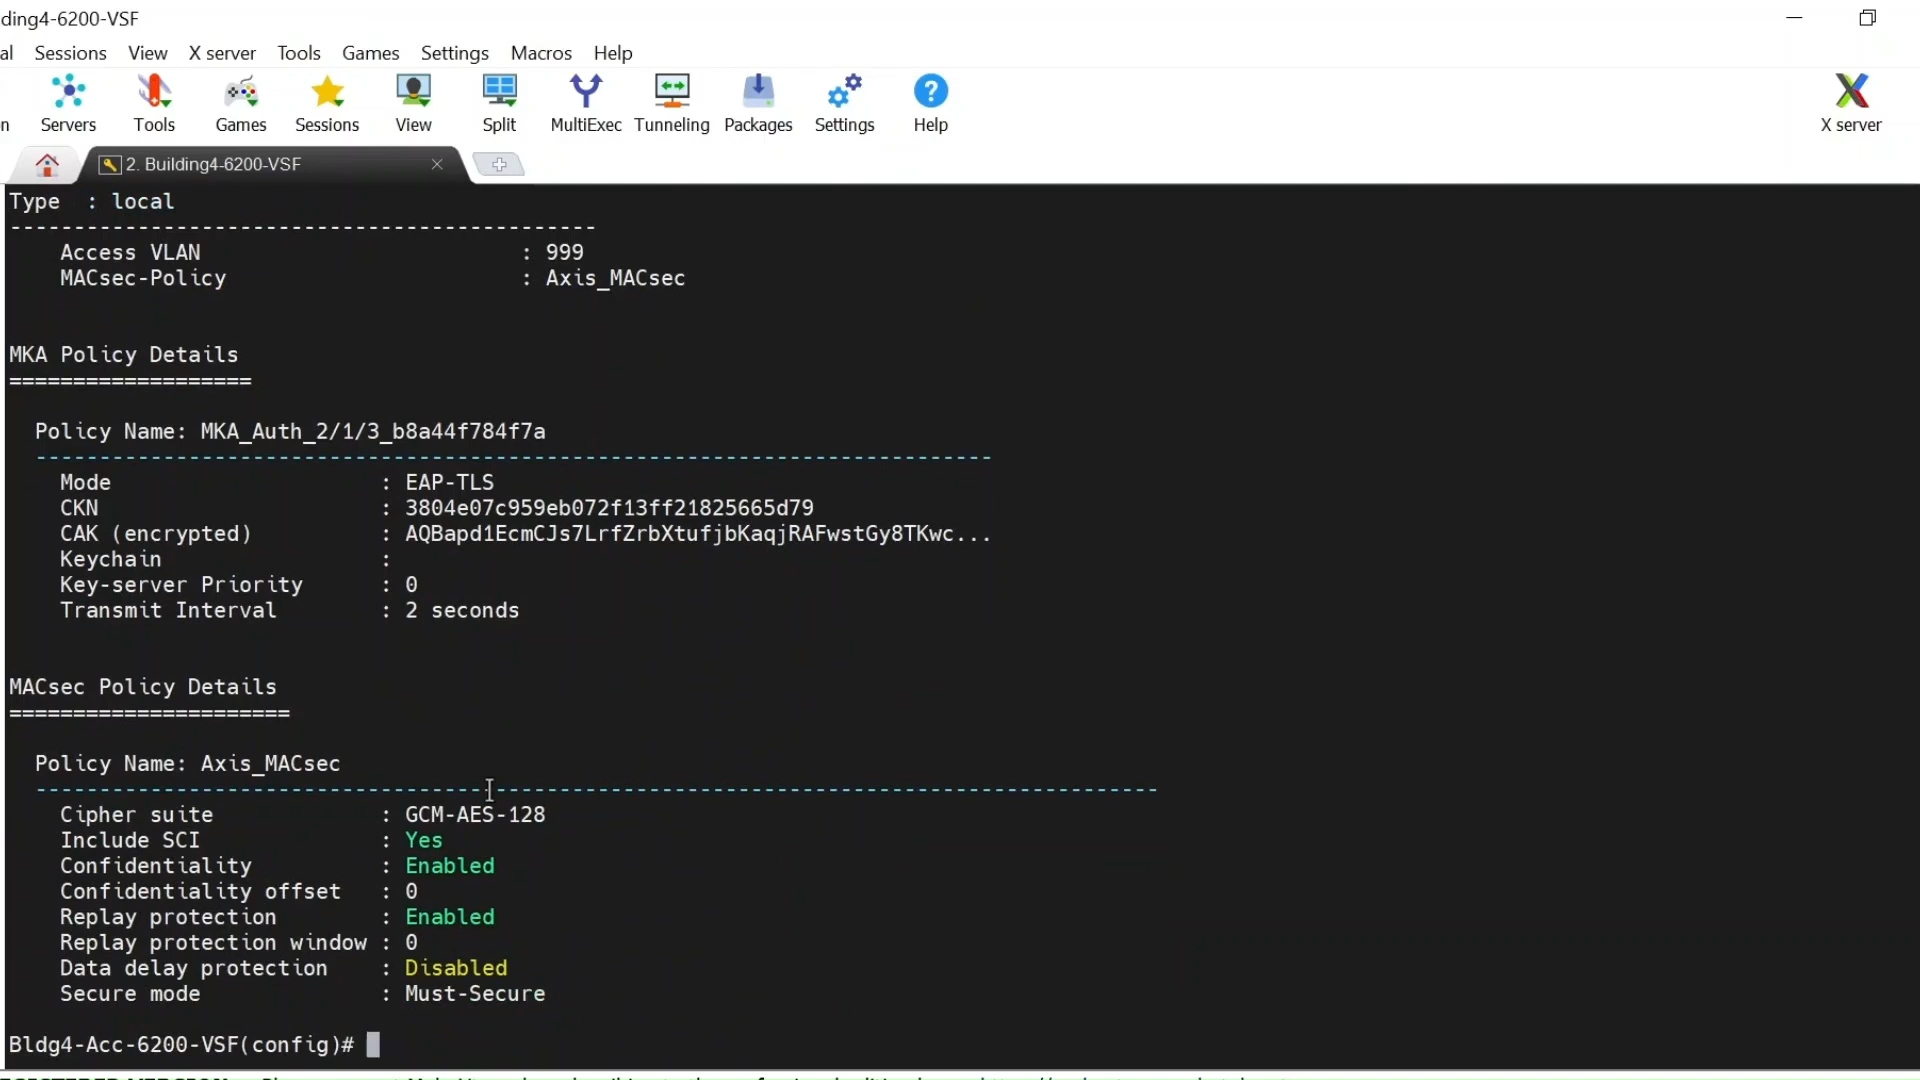 ding4-6200-VSF
al Sessions View X server Tools Games Settings Macros Help
n Servers Tools Games Sessions View Split MultiExec Tunneling Packages Settings Help X server
2. Building4-6200-VSF
Type : local
-----------------------------------------------
Access VLAN : 999
MACsec-Policy : Axis_MACsec
MKA Policy Details
===================
Policy Name: MKA_Auth_2/1/3_b8a44f784f7a
---------------------------------------------------------------------------
Mode : EAP-TLS
CKN : 3804e07c959eb072f13ff21825665d79
CAK (encrypted) : AQBapd1EcmCJs7LrfZrbXtufjbKaqjRAFwstGy8TKwc...
Keychain :
Key-server Priority : 0
Transmit Interval : 2 seconds
MACsec Policy Details
======================
Policy Name: Axis_MACsec
----------------------------------------------------------------------------------------
Cipher suite : GCM-AES-128
Include SCI : Yes
Confidentiality : Enabled
Confidentiality offset : 0
Replay protection : Enabled
Replay protection window : 0
Data delay protection : Disabled
Secure mode : Must-Secure
Bldg4-Acc-6200-VSF(config)#